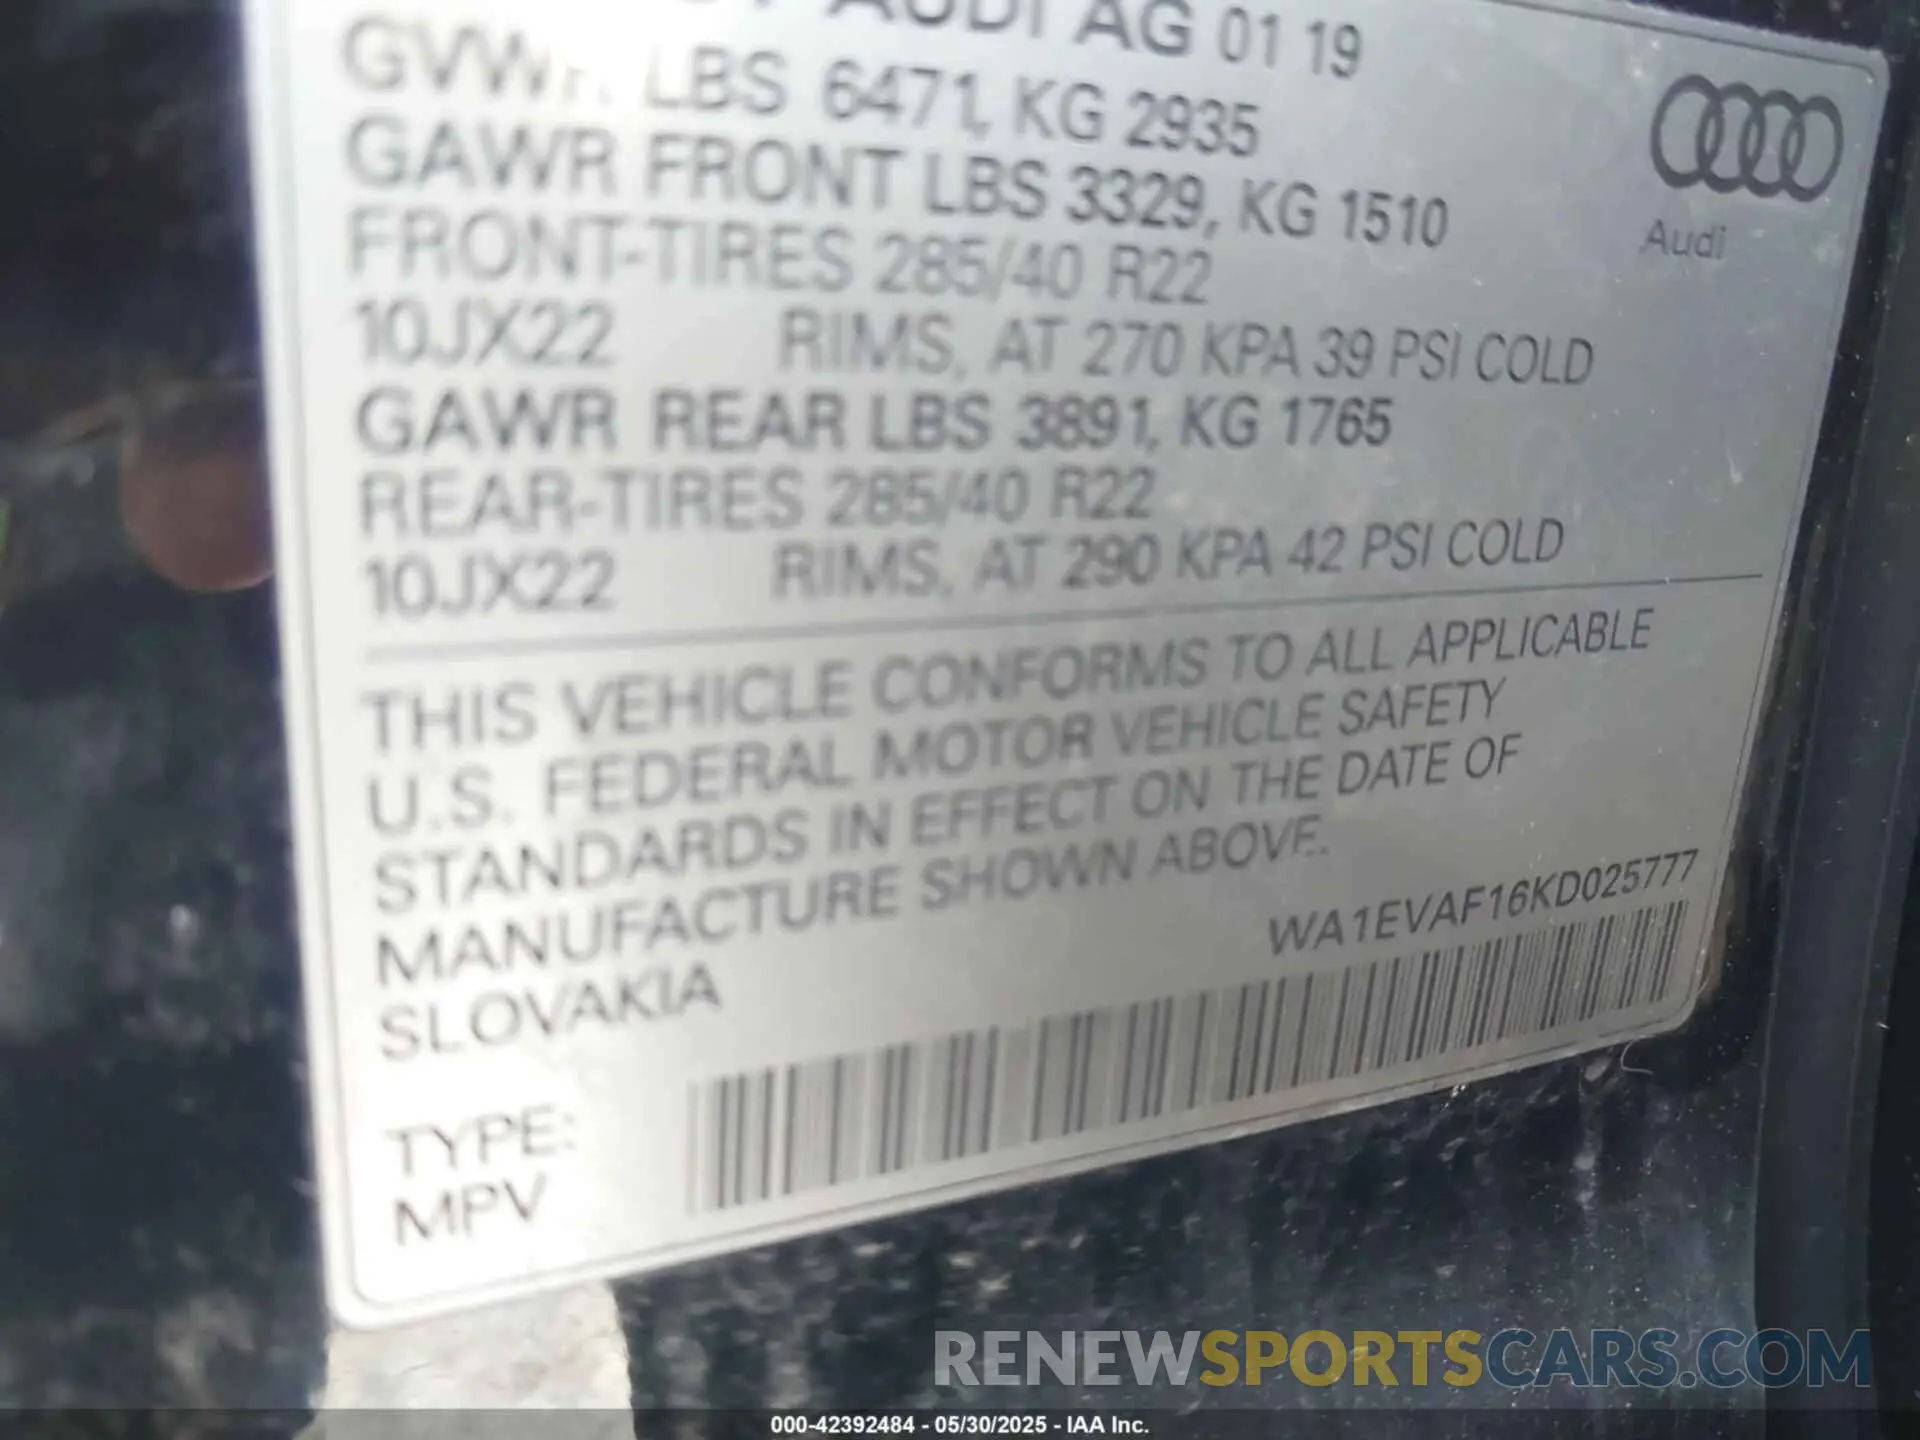 AUDI AG 01 19
GVWR LBS 6471, KG 2935
GAWR FRONT LBS 3329, KG 1510
FRONT-TIRES 285/40 R22
10JX22 RIMS, AT 270 KPA 39 PSI COLD
GAWR REAR LBS 3891, KG 1765
REAR-TIRES 285/40 R22
10JX22 RIMS, AT 290 KPA 42 PSI COLD
Audi
THIS VEHICLE CONFORMS TO ALL APPLICABLE
U.S. FEDERAL MOTOR VEHICLE SAFETY
STANDARDS IN EFFECT ON THE DATE OF
MANUFACTURE SHOWN ABOVE.
SLOVAKIA
WA1EVAF16KD025777
TYPE:
MPV
RENEWSPORTSCARS.COM
000-42392484 - 05/30/2025 - IAA Inc.